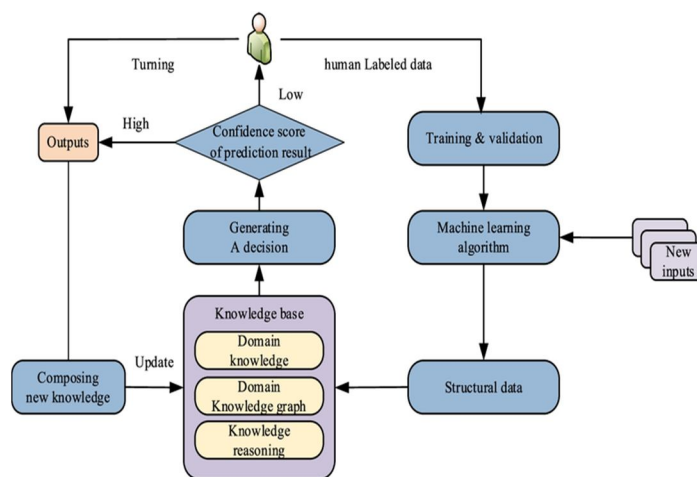 Turning
human Labeled data
Low
High
Outputs
Confidence score
of prediction result
Training & validation
Generating
A decision
Machine learning
algorithm
New
inputs
Knowledge base
Domain
knowledge
Update
Composing
new knowledge
Domain
Knowledge graph
Structural data
Knowledge
reasoning